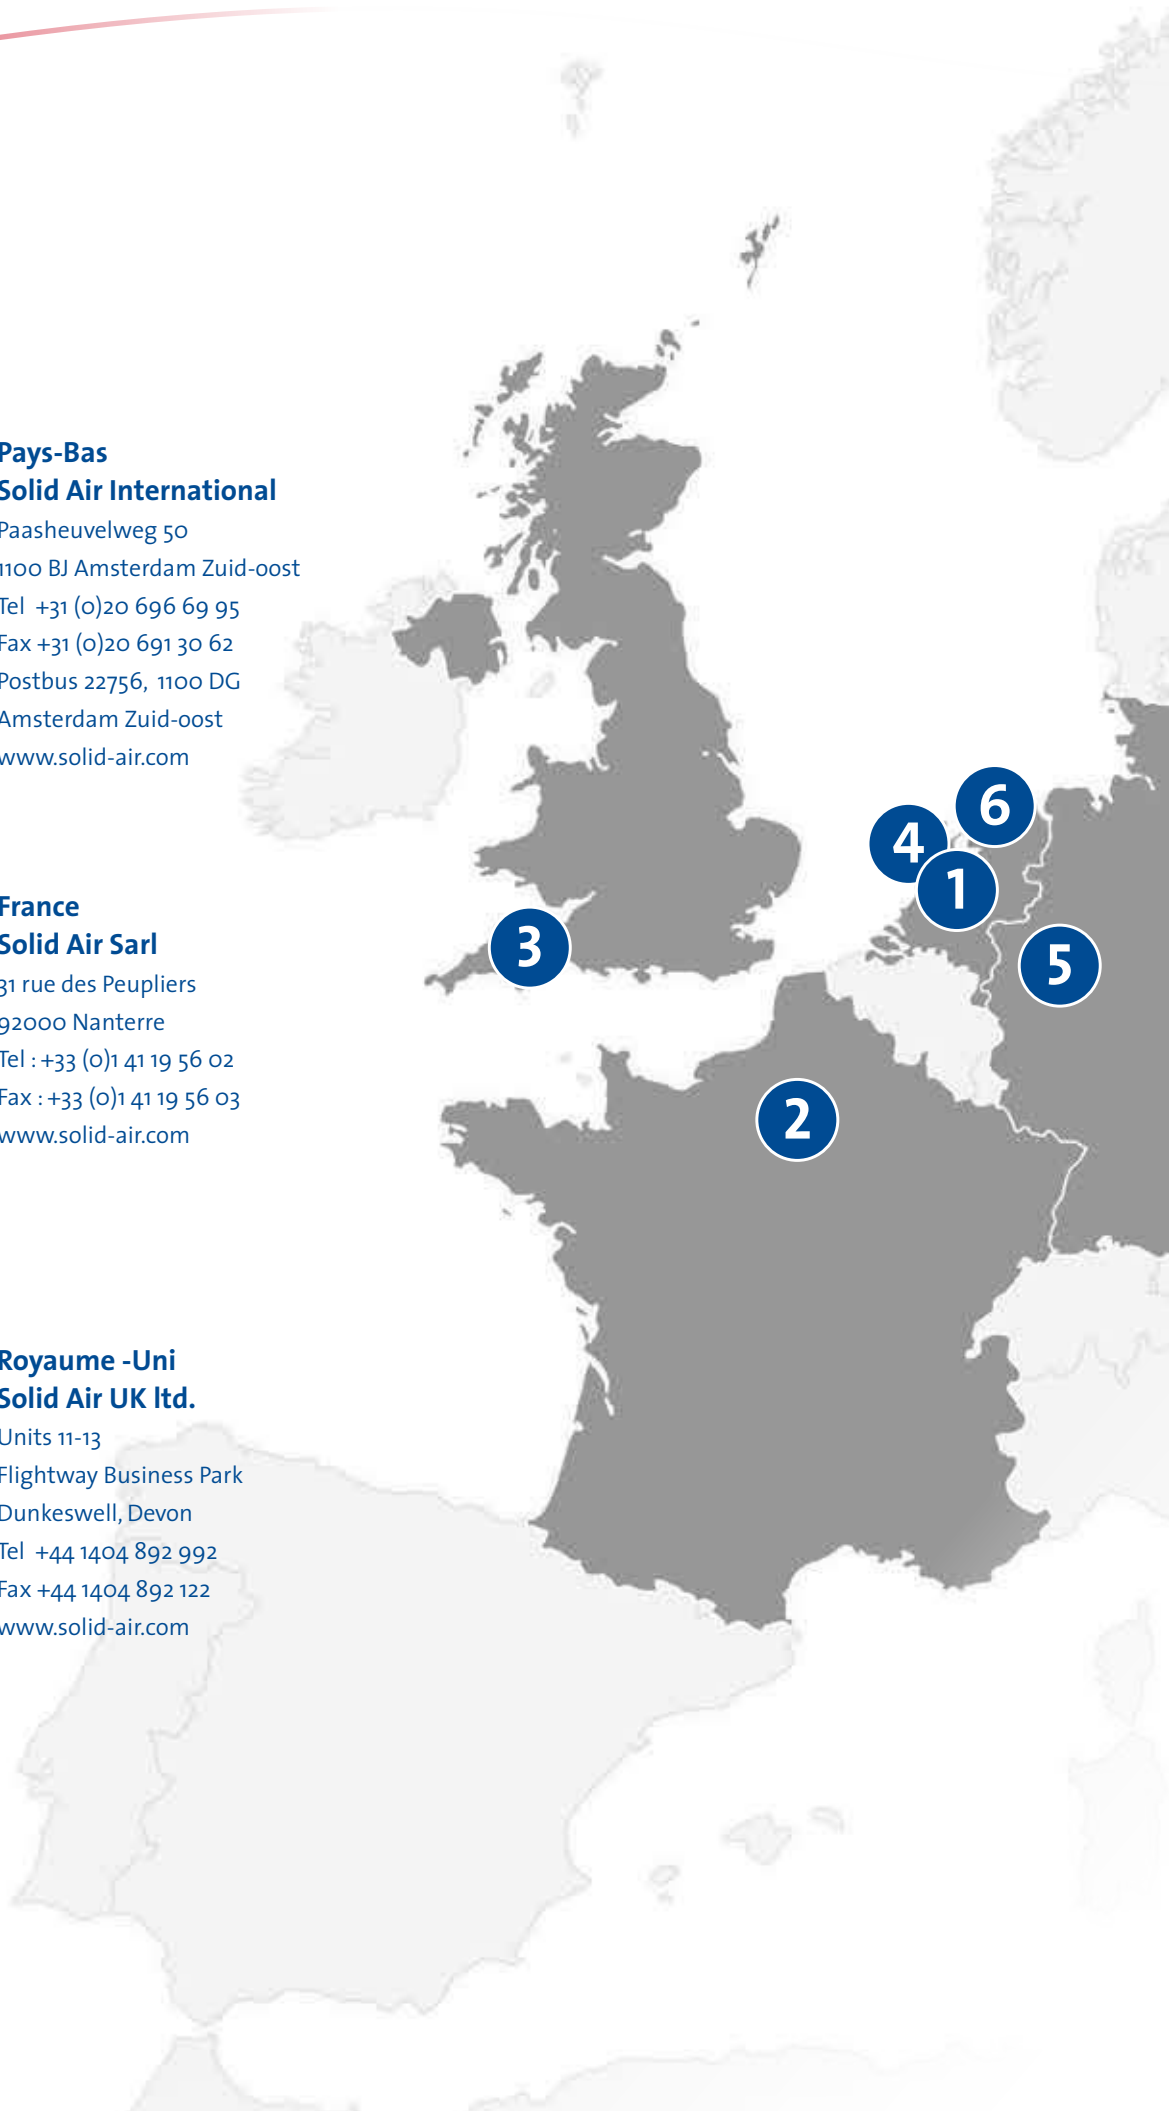 Pays-Bas
Solid Air International
Paasheuvelweg 50
1100 BJ Amsterdam Zuid-oost
Tel +31 (0)20 696 69 95
Fax +31 (0)20 691 30 62
Postbus 22756, 1100 DG
Amsterdam Zuid-oost
www.solid-air.com
France
Solid Air Sarl
31 rue des Peupliers
92000 Nanterre
Tel : +33 (0)1 41 19 56 02
Fax : +33 (0)1 41 19 56 03
www.solid-air.com
Royaume -Uni
Solid Air UK ltd.
Units 11-13
Flightway Business Park
Dunkeswell, Devon
Tel +44 1404 892 992
Fax +44 1404 892 122
www.solid-air.com
6
4
1
3
5
2